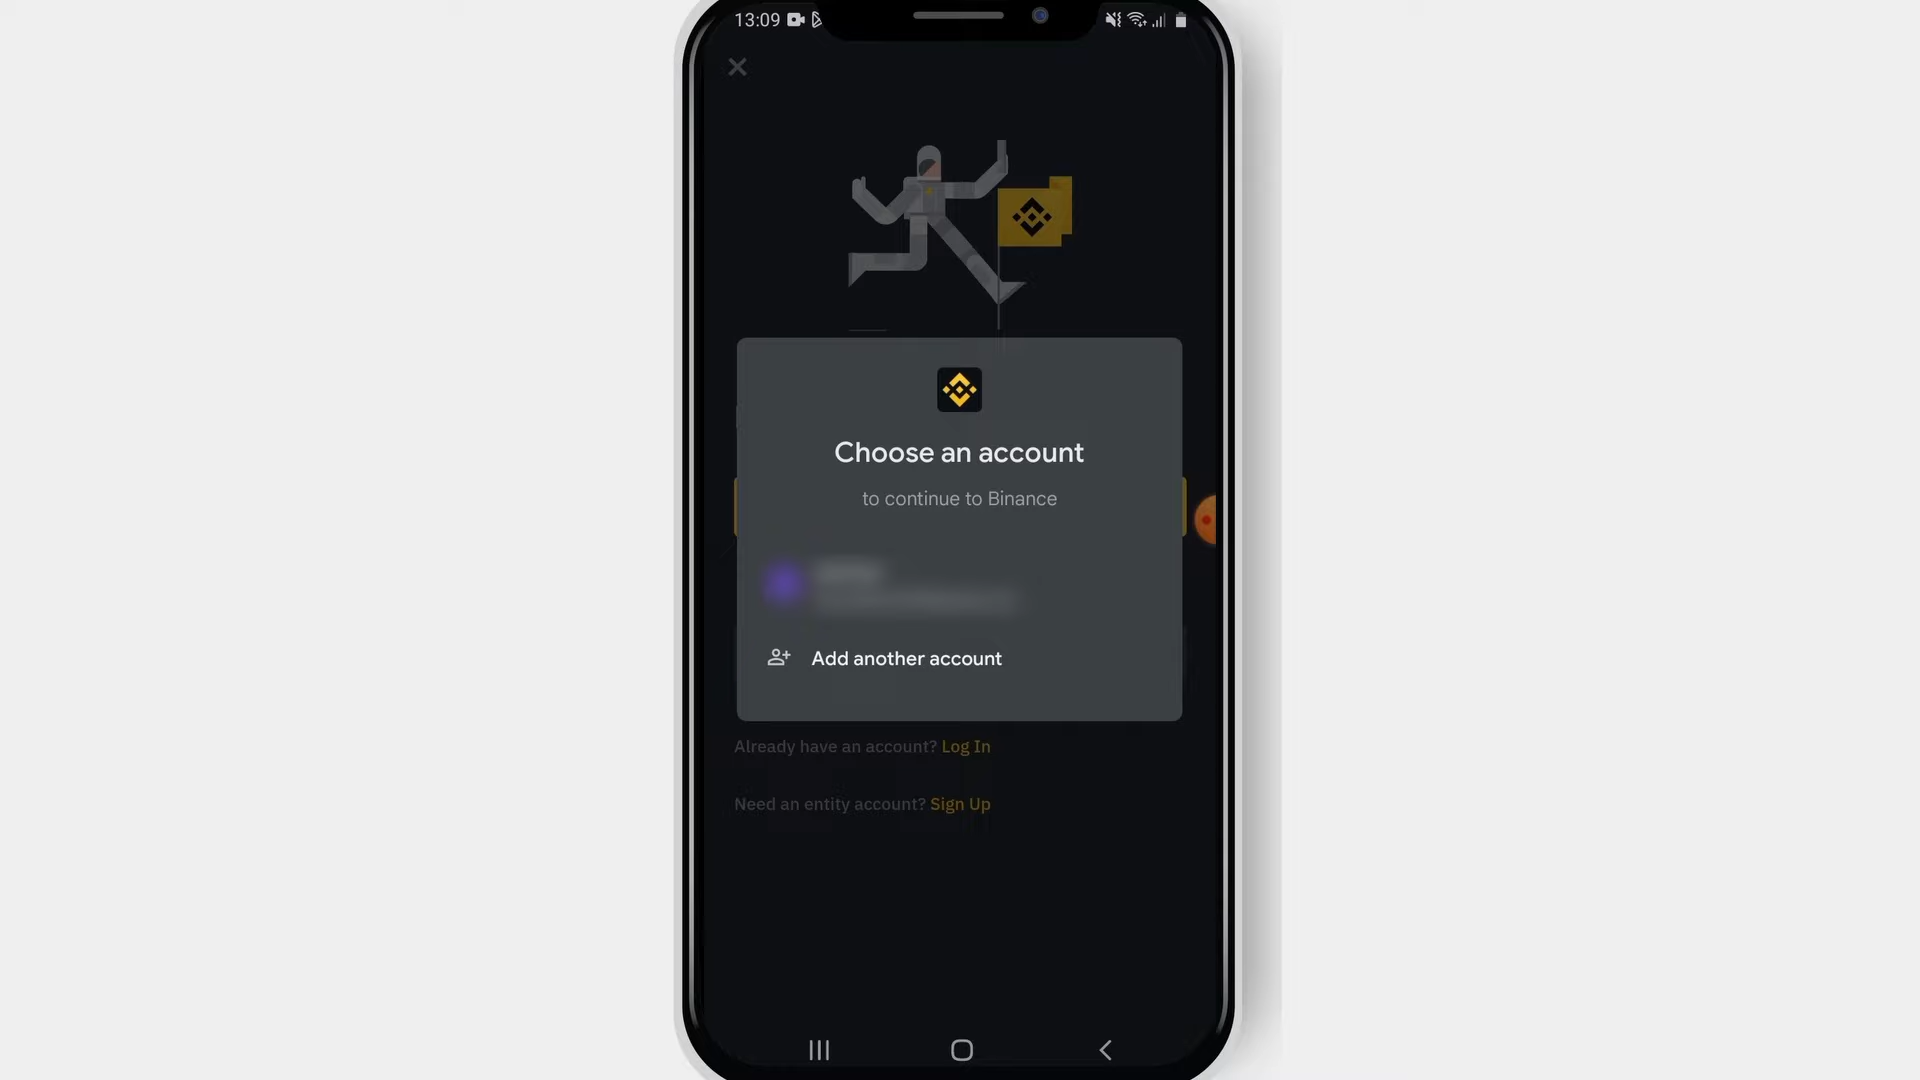 13:09
Choose an account
to continue to Binance
Add another account
Already have an account? Log In
Need an entity account? Sign Up